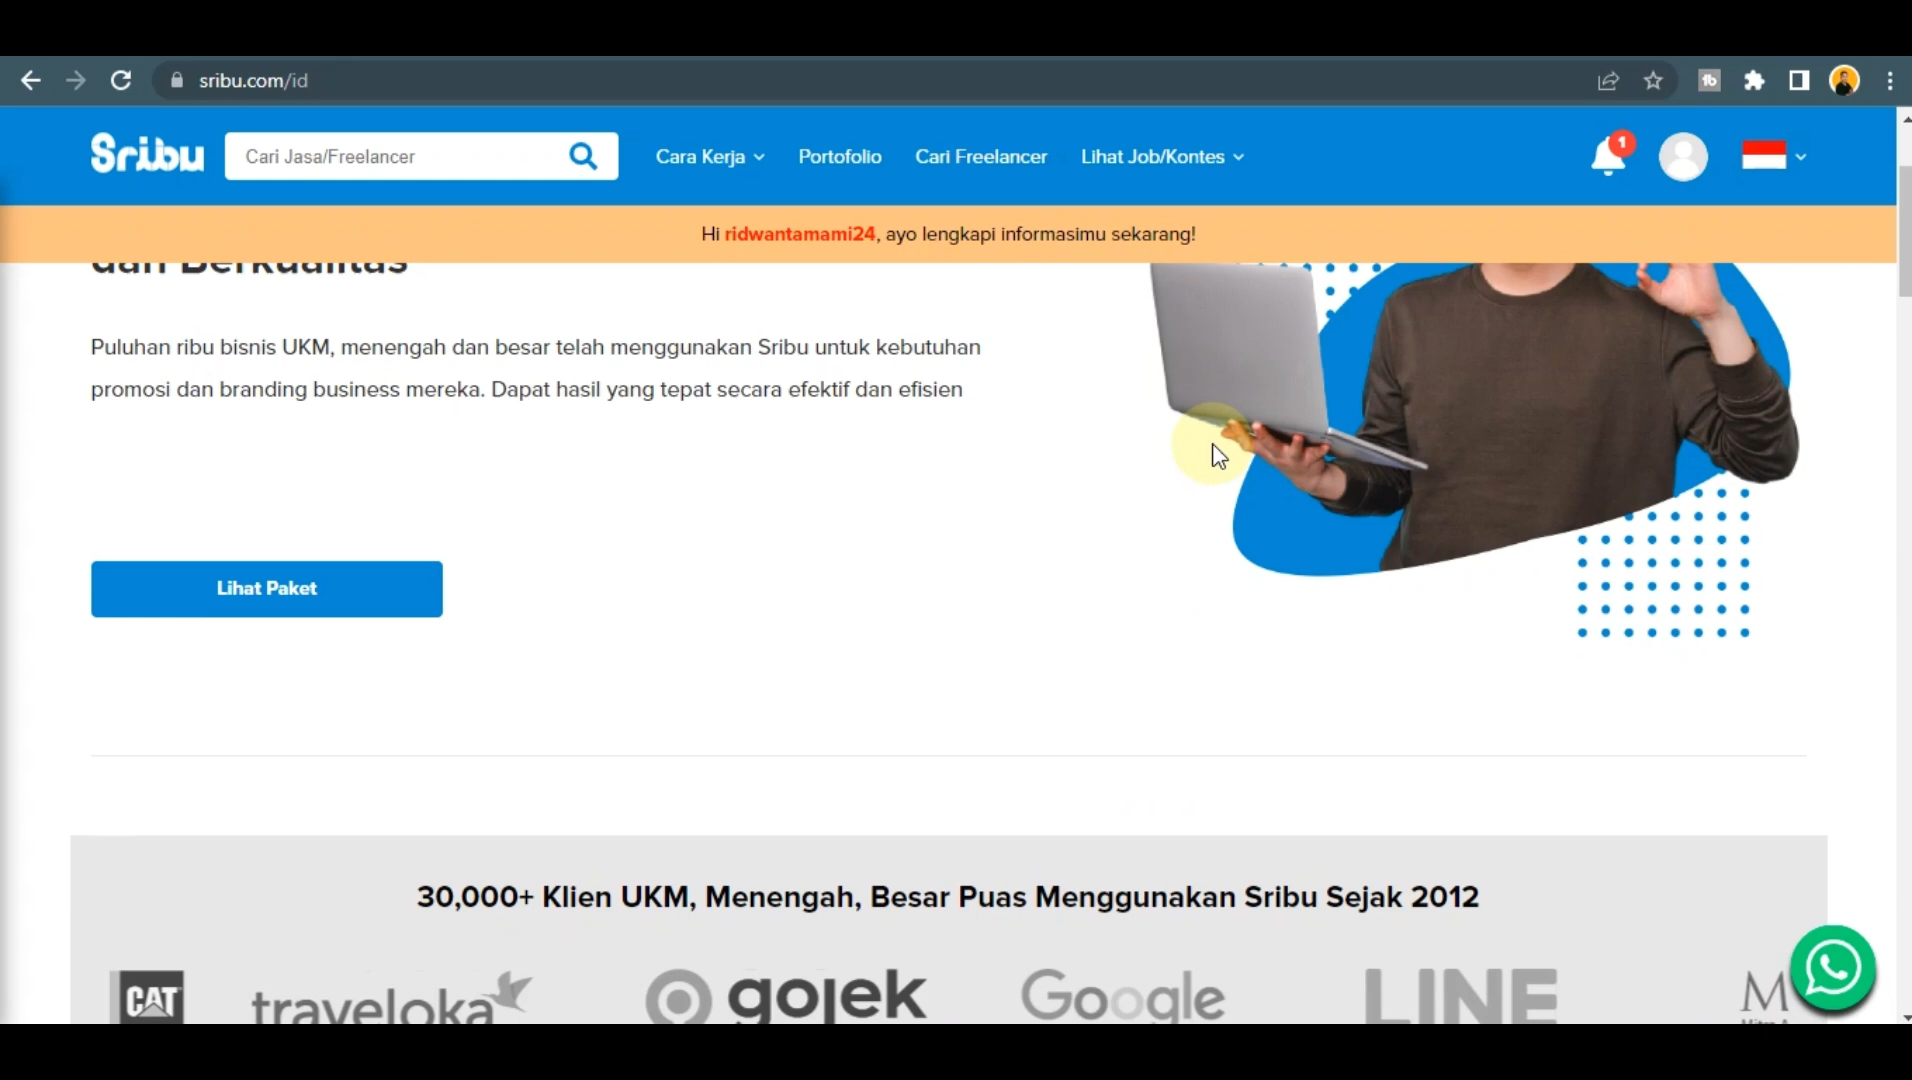 sribu.com/id
Sribu
Cari Jasa/Freelancer
Cara Kerja
Portofolio
Cari Freelancer
Lihat Job/Kontes
1
Hi ridwantamami24, ayo lengkapi informasimu sekarang!
dan Berkualitas
Puluhan ribu bisnis UKM, menengah dan besar telah menggunakan Sribu untuk kebutuhan
promosi dan branding business mereka. Dapat hasil yang tepat secara efektif dan efisien
Lihat Paket
30,000+ Klien UKM, Menengah, Besar Puas Menggunakan Sribu Sejak 2012
CAT
traveloka
gojek
Google
LINE